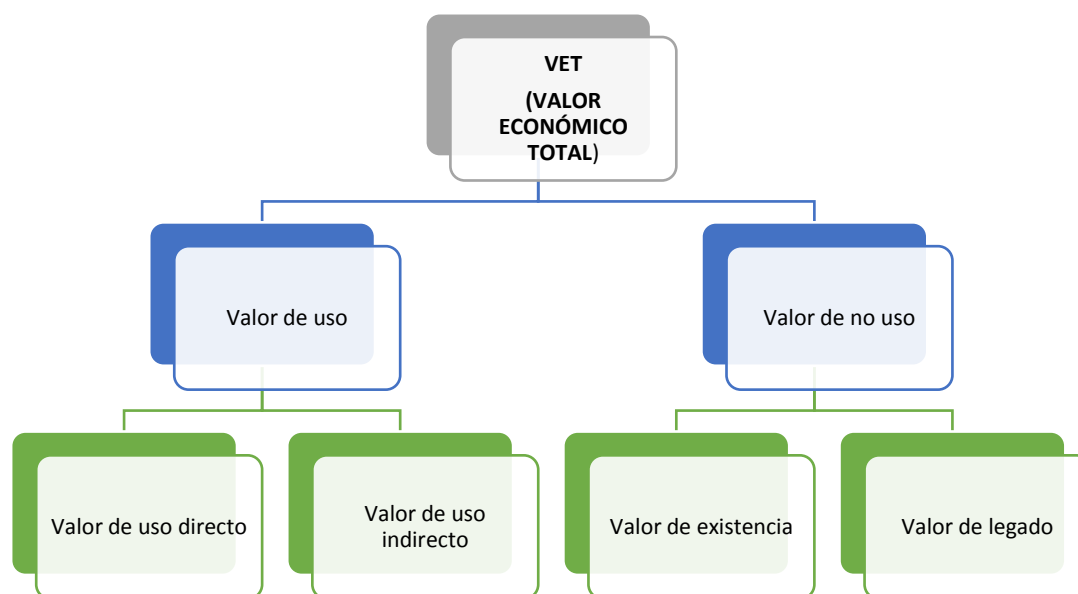 VET
(VALOR
ECONÓMICO
TOTAL)
Valor de uso
Valor de no uso
Valor de uso directo
Valor de uso
indirecto
Valor de existencia
Valor de legado